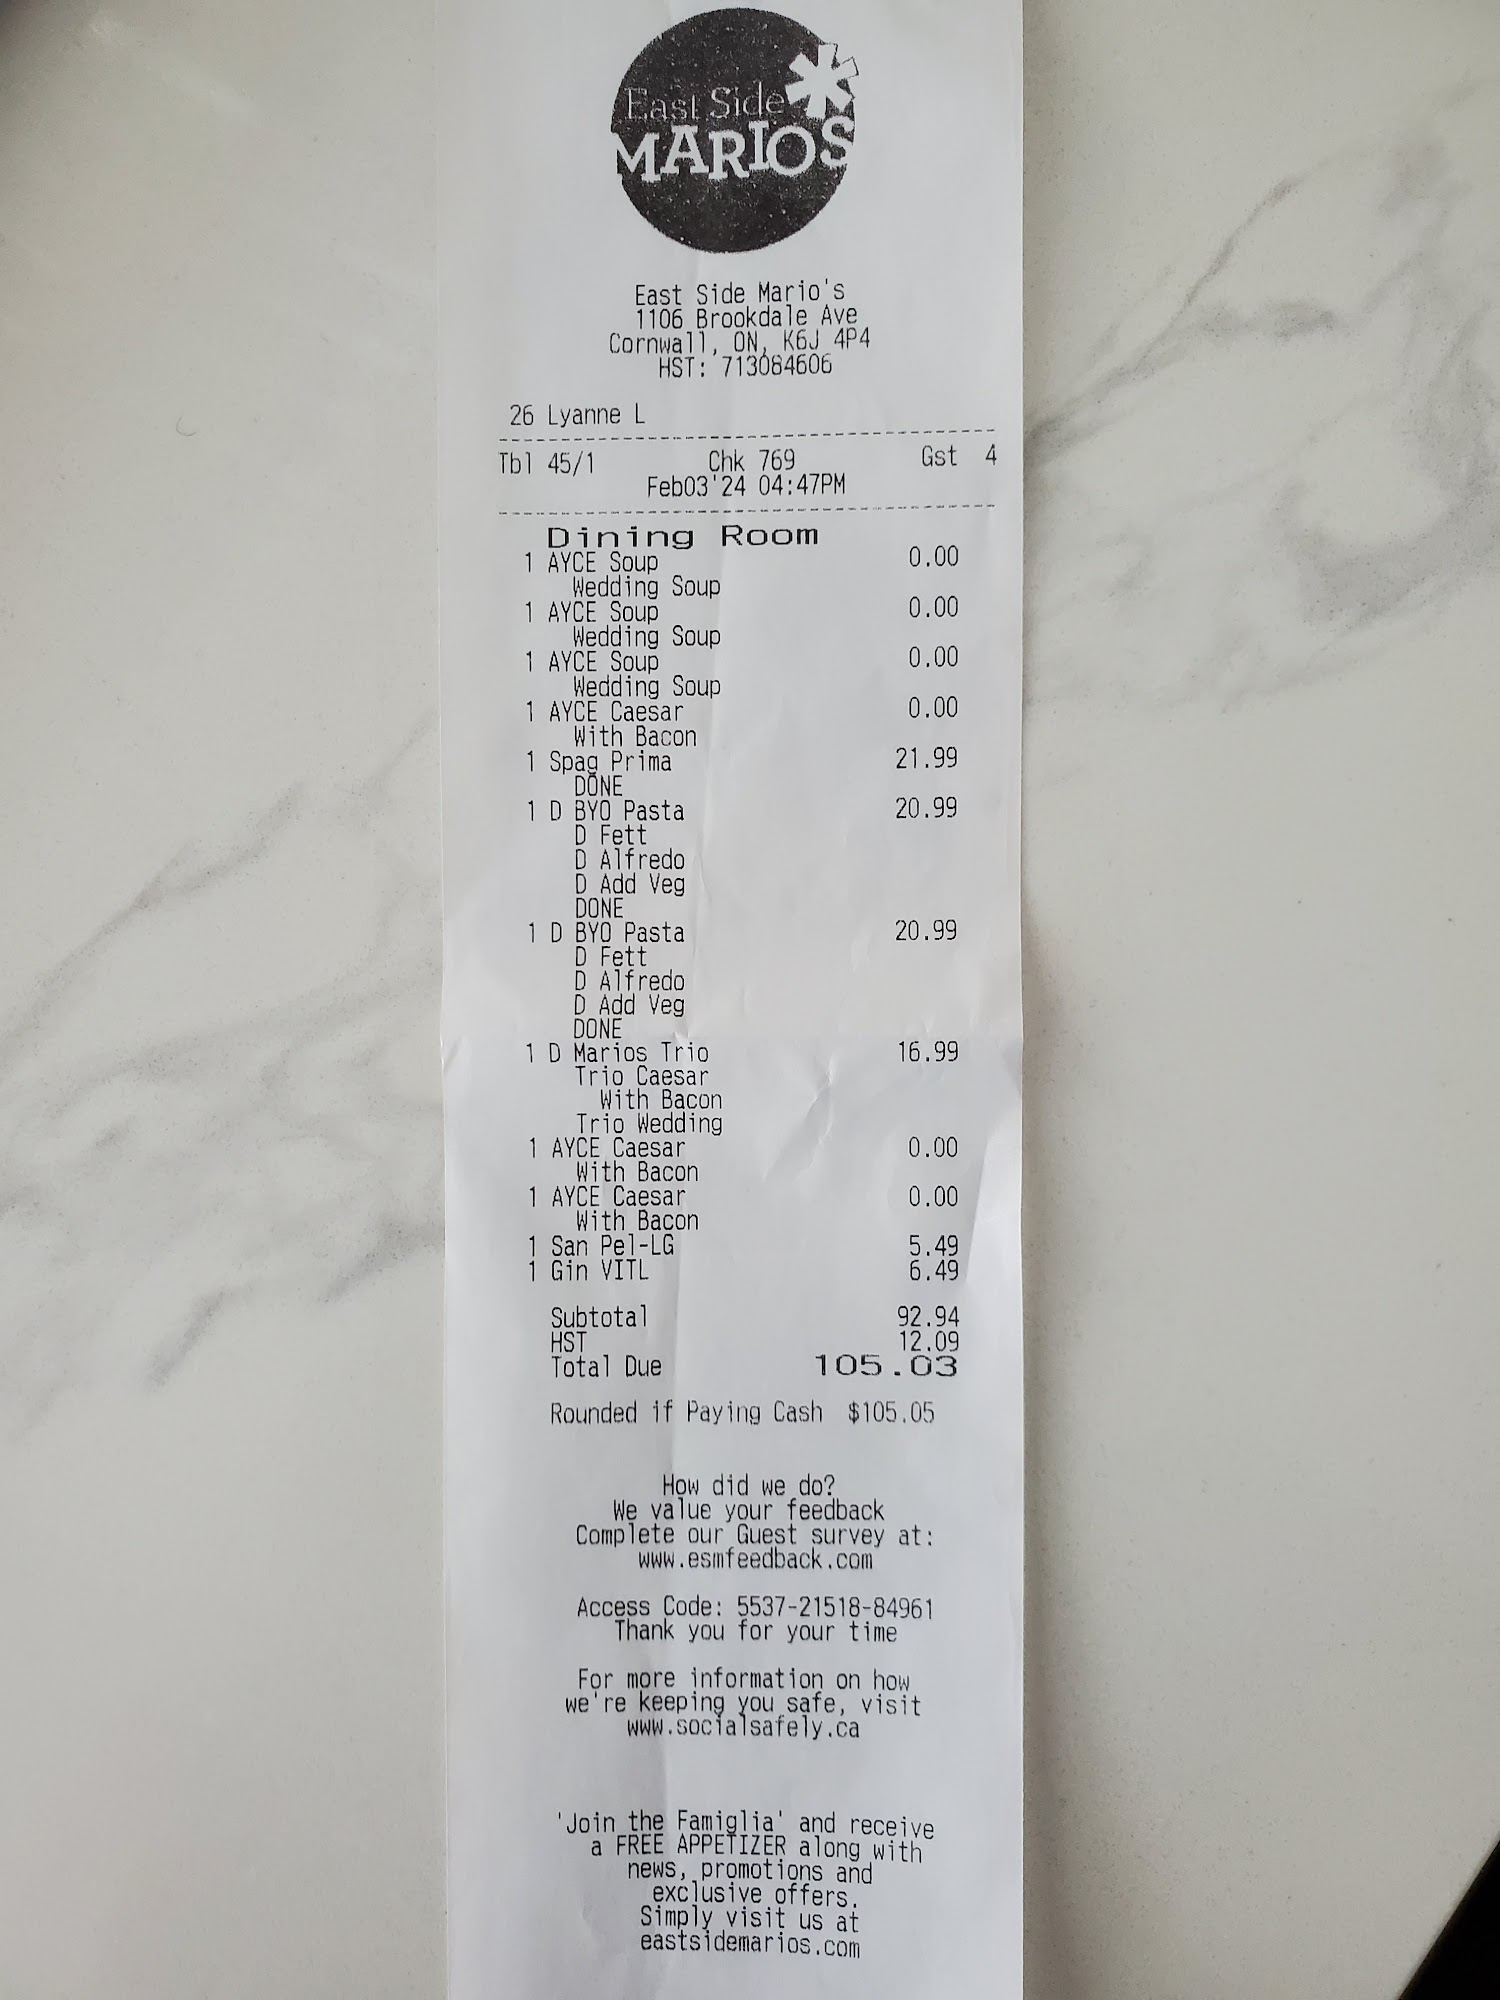 East Side
MARIOS
East Side Mario's
1106 Brookdale Ave
Cornwall, ON, K6J 4P4
HST: 713084606
26 Lyanne L
Tbl 45/1 Chk 769 Gst 4
Feb03'24 04:47PM
Dining Room
1 AYCE Soup 0.00
Wedding Soup
1 AYCE Soup 0.00
Wedding Soup
1 AYCE Soup 0.00
Wedding Soup
1 AYCE Caesar 0.00
With Bacon
1 Spag Prima 21.99
DONE
1 D BYO Pasta 20.99
D Fett
D Alfredo
D Add Veg
DONE
1 D BYO Pasta 20.99
D Fett
D Alfredo
D Add Veg
DONE
1 D Marios Trio 16.99
Trio Caesar
With Bacon
Trio Wedding
1 AYCE Caesar 0.00
With Bacon
1 AYCE Caesar 0.00
With Bacon
1 San Pel-LG 5.49
1 Gin VITL 6.49
Subtotal 92.94
HST 12.09
Total Due 105.03
Rounded if Paying Cash $105.05
How did we do?
We value your feedback
Complete our Guest survey at:
www.esmfeedback.com
Access Code: 5537-21518-84961
Thank you for your time
For more information on how
we're keeping you safe, visit
www.socialsafely.ca
'Join the Famiglia' and receive
a FREE APPETIZER along with
news, promotions and
exclusive offers.
Simply visit us at
eastsidemarios.com